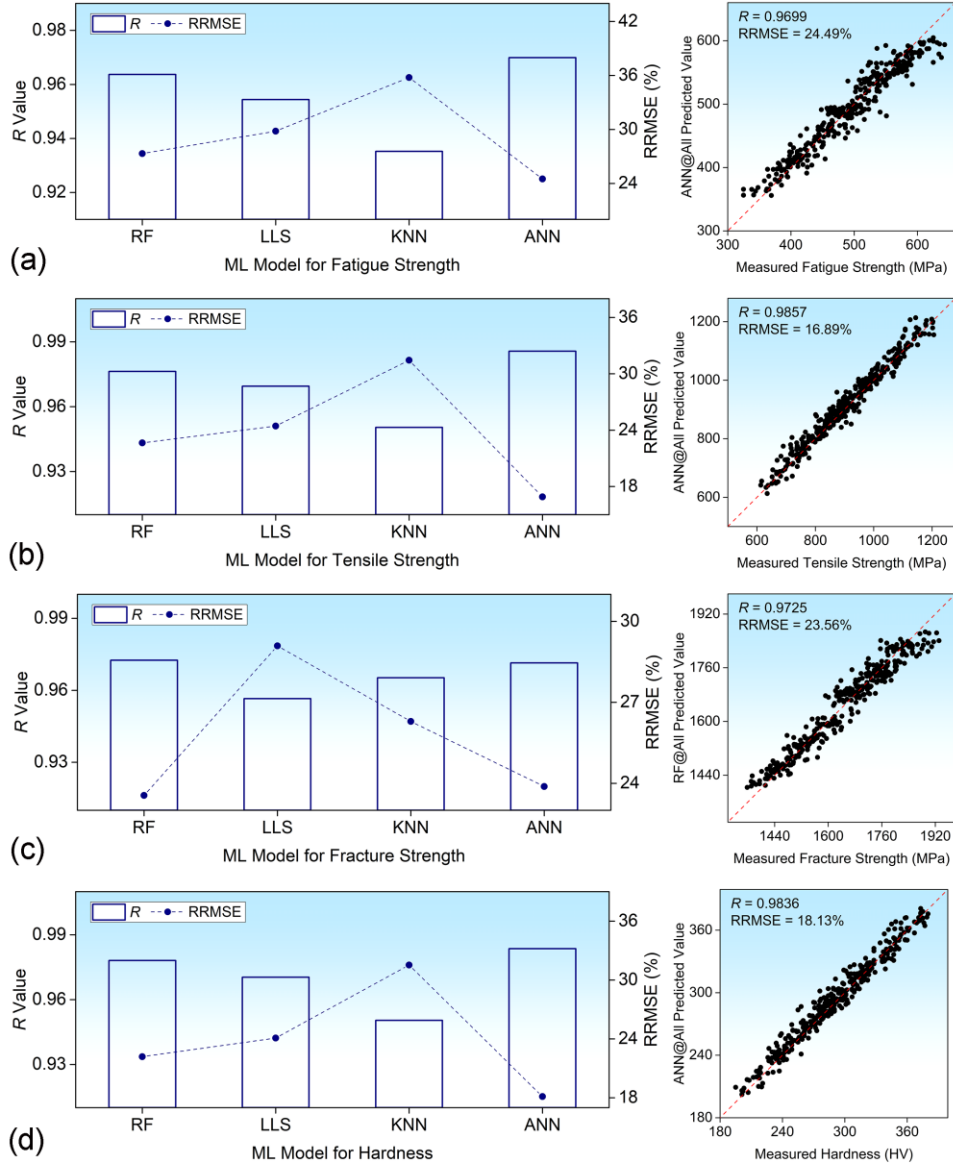 R RRMSE
0.98
0.96
0.94
0.92
R Value
42
36
30
24
RRMSE (%)
RF LLS KNN ANN
ML Model for Fatigue Strength
(a)
R = 0.9699
RRMSE = 24.49%
600
500
400
300
ANN@All Predicted Value
300 400 500 600
Measured Fatigue Strength (MPa)
R RRMSE
0.99
0.96
0.93
R Value
36
30
24
18
RRMSE (%)
RF LLS KNN ANN
ML Model for Tensile Strength
(b)
R = 0.9857
RRMSE = 16.89%
1200
1000
800
600
ANN@All Predicted Value
600 800 1000 1200
Measured Tensile Strength (MPa)
R RRMSE
0.99
0.96
0.93
R Value
30
27
24
RRMSE (%)
RF LLS KNN ANN
ML Model for Fracture Strength
(c)
R = 0.9725
RRMSE = 23.56%
1920
1760
1600
1440
RF@All Predicted Value
1440 1600 1760 1920
Measured Fracture Strength (MPa)
R RRMSE
0.99
0.96
0.93
R Value
36
30
24
18
RRMSE (%)
RF LLS KNN ANN
ML Model for Hardness
(d)
R = 0.9836
RRMSE = 18.13%
360
300
240
180
ANN@All Predicted Value
180 240 300 360
Measured Hardness (HV)